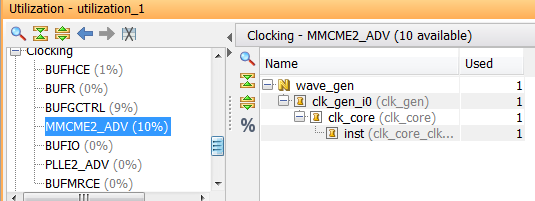 Utilization - utilization_1
Clocking
BUFHCE (1%)
BUFR (0%)
BUFGCTRL (9%)
MMCME2_ADV (10%)
BUFIO (0%)
PLLE2_ADV (0%)
BUFMRCE (0%)
Clocking - MMCME2_ADV (10 available)
Name Used
wave_gen 1
clk_gen_i0 (clk_gen) 1
clk_core (clk_core) 1
inst (clk_core_clk... 1
%